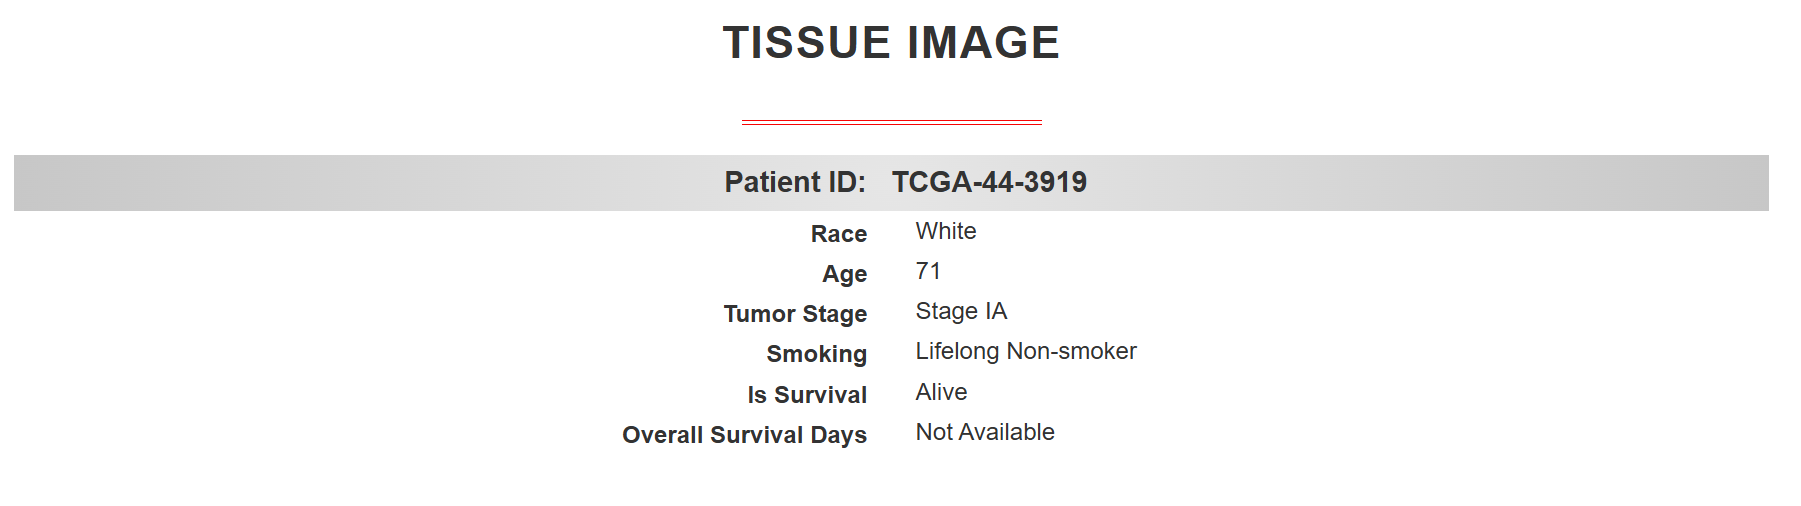 TISSUE IMAGE
Patient ID: TCGA-44-3919
Race White
Age 71
Tumor Stage Stage IA
Smoking Lifelong Non-smoker
Is Survival Alive
Overall Survival Days Not Available